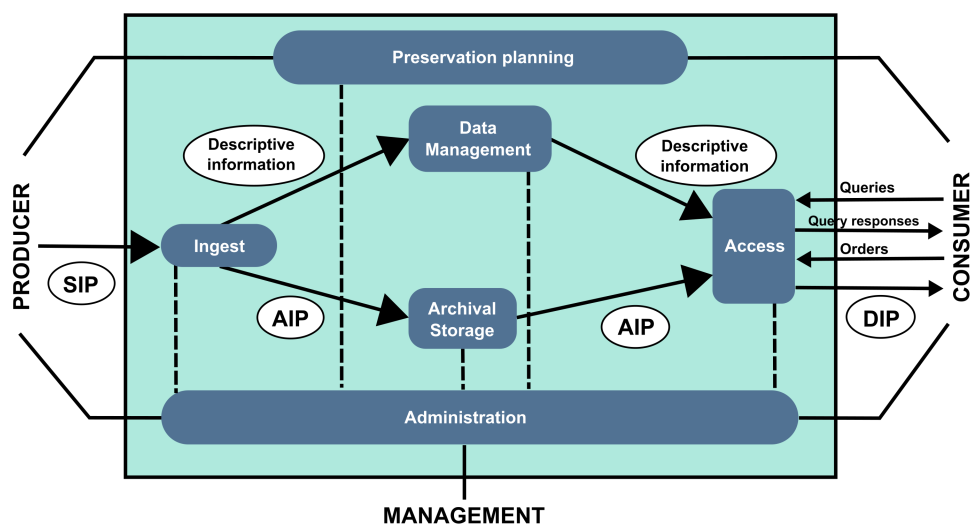 Preservation planning
Data
Management
Descriptive
information
Descriptive
information
PRODUCER
SIP
Ingest
AIP
Archival
Storage
AIP
Access
Queries
Query responses
Orders
DIP
CONSUMER
Administration
MANAGEMENT